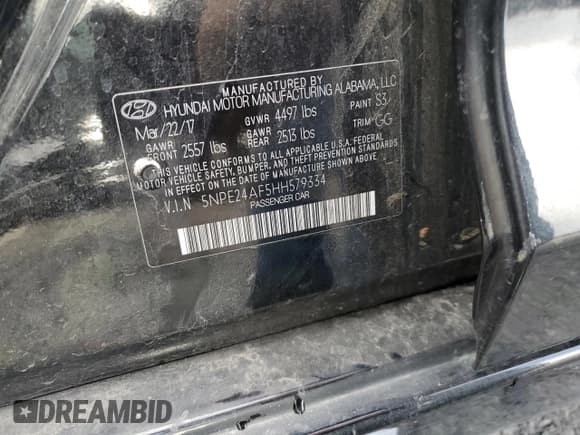 MANUFACTURED BY
HYUNDAI MOTOR MANUFACTURING ALABAMA, LLC
Mar/22/17 GVWR 4497 lbs PAINT S3
GAWR FRONT 2557 lbs GAWR REAR 2513 lbs TRIM GG
THIS VEHICLE CONFORMS TO ALL APPLICABLE U.S.A. FEDERAL
MOTOR VEHICLE SAFETY, BUMPER, AND THEFT PREVENTION
STANDARDS IN EFFECT ON THE DATE OF MANUFACTURE SHOWN ABOVE.
V.I.N 5NPE24AF5HH579334
PASSENGER CAR
DREAMBID